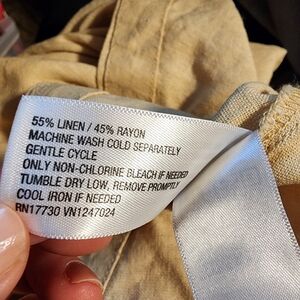 55% LINEN / 45% RAYON
MACHINE WASH COLD SEPARATELY
GENTLE CYCLE
ONLY NON-CHLORINE BLEACH IF NEEDED
TUMBLE DRY LOW, REMOVE PROMPTLY
COOL IRON IF NEEDED
RN17730 VN1247024